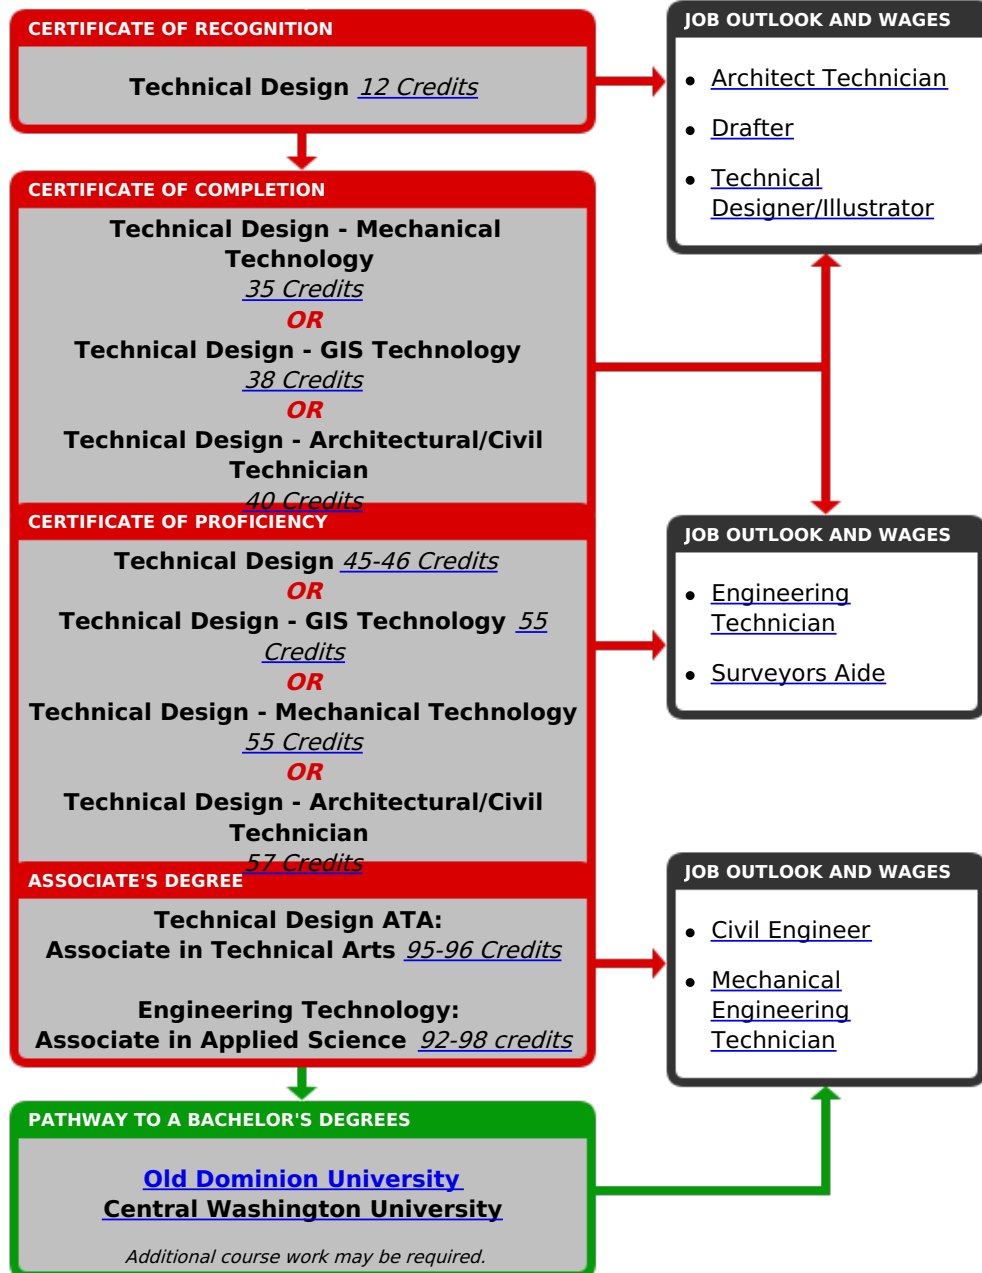 CERTIFICATE OF RECOGNITION
Technical Design 12 Credits
JOB OUTLOOK AND WAGES
Architect Technician
Drafter
Technical
Designer/Illustrator
CERTIFICATE OF COMPLETION
Technical Design - Mechanical
Technology
35 Credits
OR
Technical Design - GIS Technology
38 Credits
OR
Technical Design - Architectural/Civil
Technician
40 Credits
CERTIFICATE OF PROFICIENCY
Technical Design 45-46 Credits
OR
Technical Design - GIS Technology 55
Credits
OR
Technical Design - Mechanical Technology
55 Credits
OR
Technical Design - Architectural/Civil
Technician
57 Credits
JOB OUTLOOK AND WAGES
Engineering
Technician
Surveyors Aide
ASSOCIATE'S DEGREE
Technical Design ATA:
Associate in Technical Arts 95-96 Credits
Engineering Technology:
Associate in Applied Science 92-98 credits
JOB OUTLOOK AND WAGES
Civil Engineer
Mechanical
Engineering
Technician
PATHWAY TO A BACHELOR'S DEGREES
Old Dominion University
Central Washington University
Additional course work may be required.